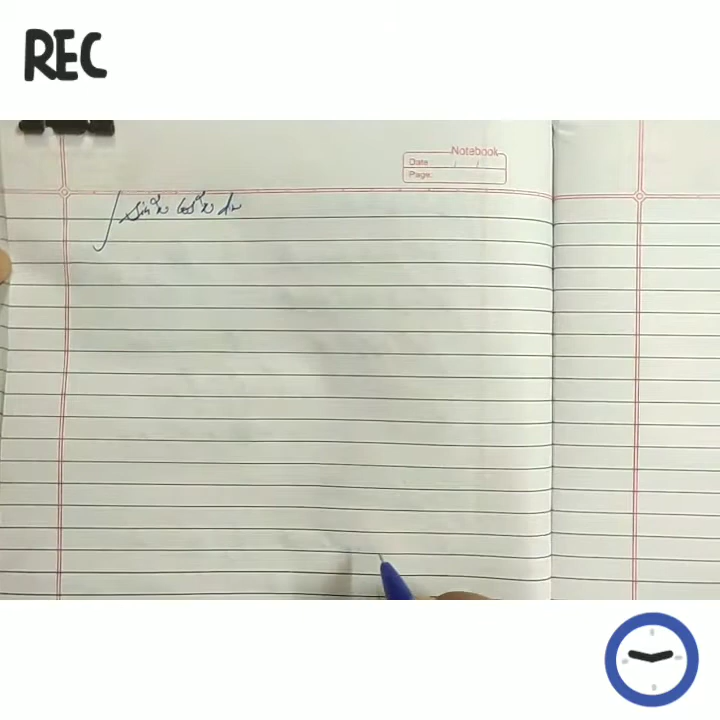 REC
Notebook
Date / /
Page:
∫ sin²x cos²x dx